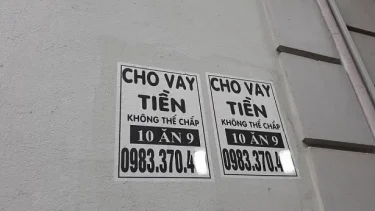 CHO VAY
TIỀN
KHÔNG THẾ CHẤP
10 ĂN 9
0983.370.4
CHO VAY
TIỀN
KHÔNG THẾ CHẤP
10 ĂN 9
0983.370.4